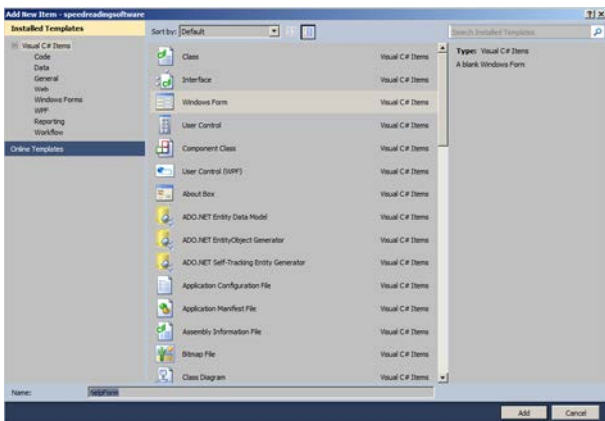 Add New Item - speedreadingsoftware
Installed Templates
Visual C# Items
Code
Data
General
Web
Windows Forms
WPF
Reporting
Workflow
Online Templates
Sort by: Default
Class Visual C# Items
Interface Visual C# Items
Windows Form Visual C# Items
User Control Visual C# Items
Component Class Visual C# Items
User Control (WPF) Visual C# Items
About Box Visual C# Items
ADO.NET Entity Data Model Visual C# Items
ADO.NET EntityObject Generator Visual C# Items
ADO.NET Self-Tracking Entity Generator Visual C# Items
Application Configuration File Visual C# Items
Application Manifest File Visual C# Items
Assembly Information File Visual C# Items
Bitmap File Visual C# Items
Class Diagram Visual C# Items
Search Installed Templates
Type: Visual C# Items
A blank Windows Form
Name: helpForm
Add Cancel